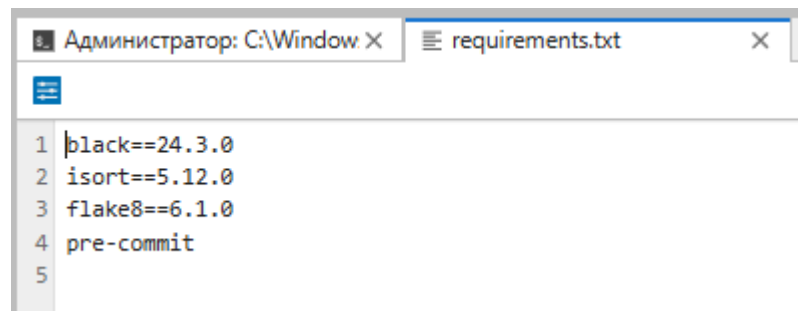 Администратор: C:\Window
requirements.txt
1 black==24.3.0
2 isort==5.12.0
3 flake8==6.1.0
4 pre-commit
5